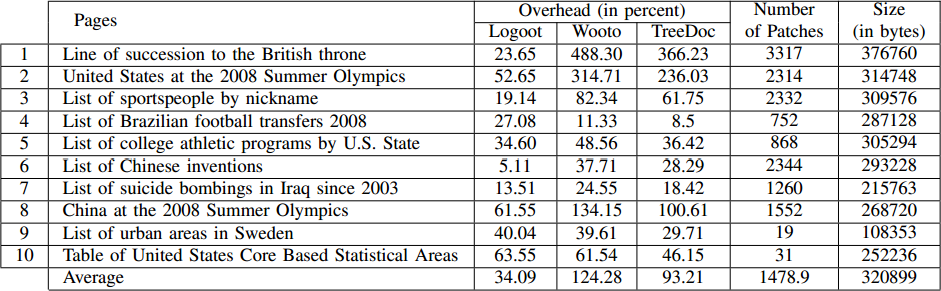 Pages Overhead (in percent) Number of Patches Size (in bytes)
Logoot Wooto TreeDoc
1 Line of succession to the British throne 23.65 488.30 366.23 3317 376760
2 United States at the 2008 Summer Olympics 52.65 314.71 236.03 2314 314748
3 List of sportspeople by nickname 19.14 82.34 61.75 2332 309576
4 List of Brazilian football transfers 2008 27.08 11.33 8.5 752 287128
5 List of college athletic programs by U.S. State 34.60 48.56 36.42 868 305294
6 List of Chinese inventions 5.11 37.71 28.29 2344 293228
7 List of suicide bombings in Iraq since 2003 13.51 24.55 18.42 1260 215763
8 China at the 2008 Summer Olympics 61.55 134.15 100.61 1552 268720
9 List of urban areas in Sweden 40.04 39.61 29.71 19 108353
10 Table of United States Core Based Statistical Areas 63.55 61.54 46.15 31 252236
Average 34.09 124.28 93.21 1478.9 320899